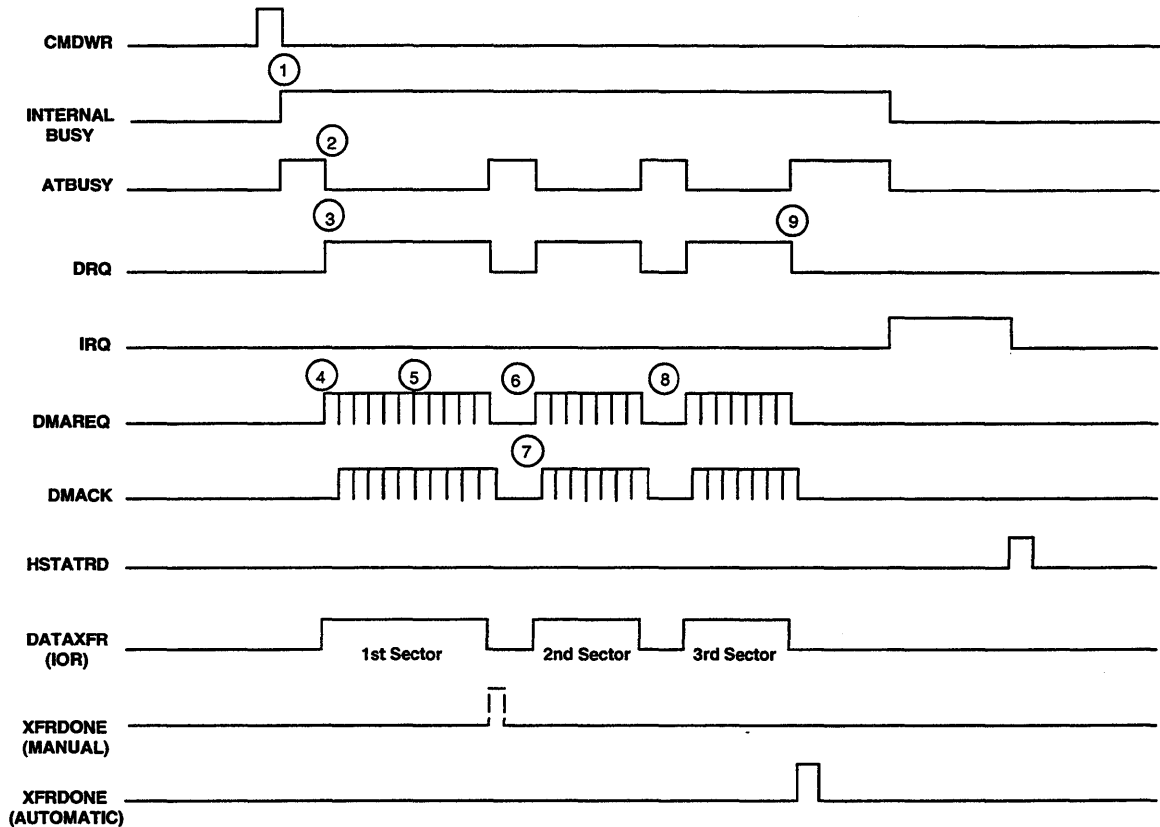 CMDWR
1
INTERNAL
BUSY
2
ATBUSY
3
9
DRQ
IRQ
4
5
6
8
DMAREQ
7
DMACK
HSTATRD
DATAXFR
(IOR)
1st Sector
2nd Sector
3rd Sector
XFRDONE
(MANUAL)
XFRDONE
(AUTOMATIC)